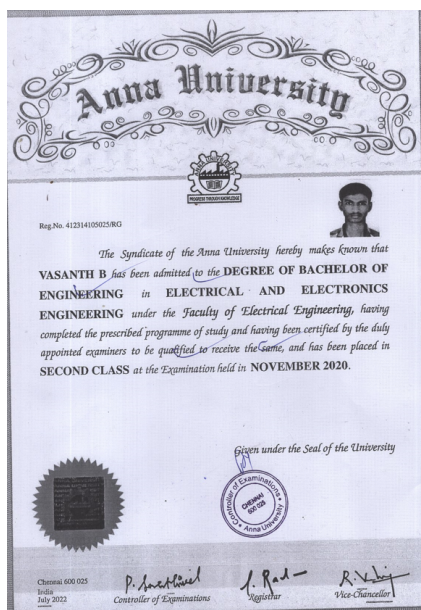 Anna University
PROGRESS THROUGH KNOWLEDGE
Reg.No. 412314105025/RG
The Syndicate of the Anna University hereby makes known that
VASANTH B has been admitted to the DEGREE OF BACHELOR OF
ENGINEERING in ELECTRICAL AND ELECTRONICS
ENGINEERING under the Faculty of Electrical Engineering, having
completed the prescribed programme of study and having been certified by the duly
appointed examiners to be qualified to receive the same, and has been placed in
SECOND CLASS at the Examination held in NOVEMBER 2020.
Given under the Seal of the University
Controller of Examinations
CHENNAI
600 025
Anna University
Chennai 600 025
India
July 2022
Controller of Examinations
Registrar
Vice-Chancellor